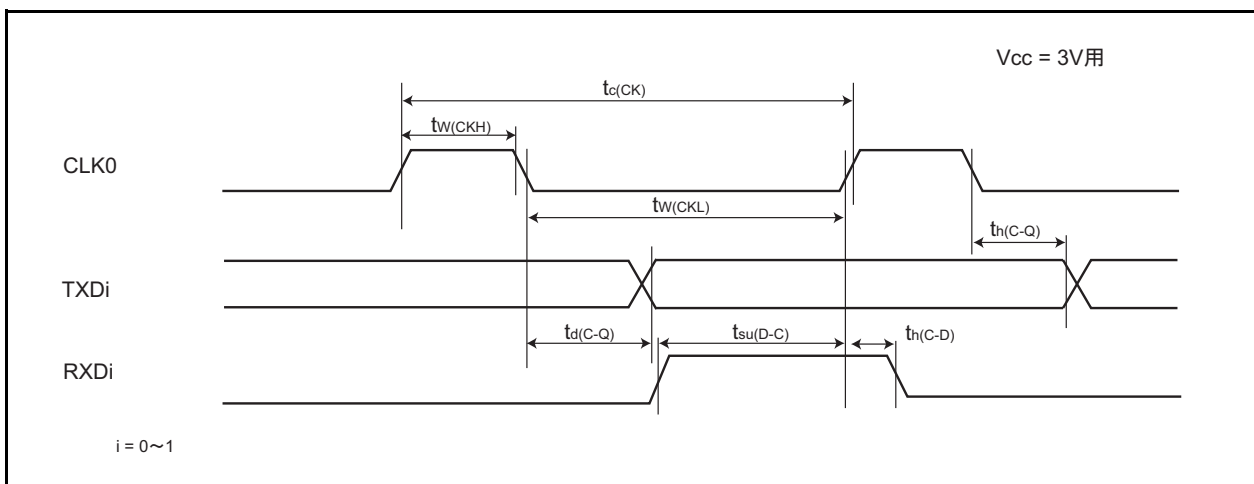 Vcc = 3V用
tc(CK)
tW(CKH)
CLK0
tW(CKL)
th(C-Q)
TXDi
td(C-Q)
tsu(D-C)
th(C-D)
RXDi
i = 0～1